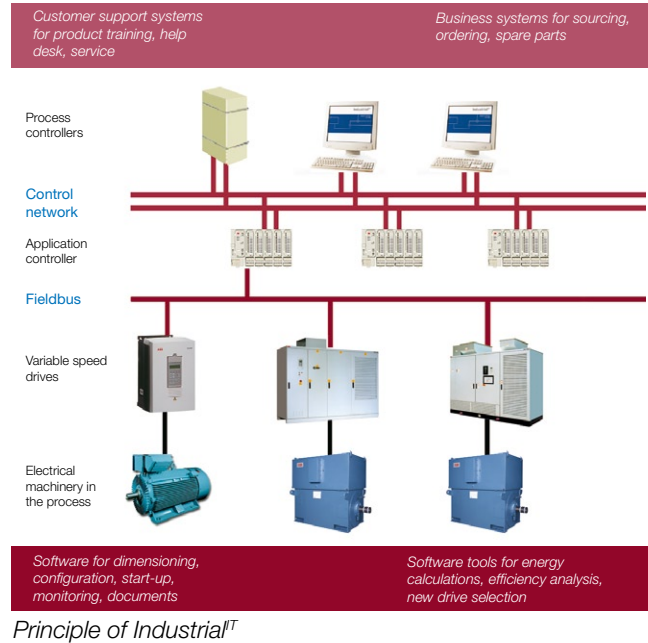 Customer support systems
for product training, help
desk, service
Business systems for sourcing,
ordering, spare parts
Process
controllers
Control
network
Application
controller
Fieldbus
Variable speed
drives
Electrical
machinery in
the process
Software for dimensioning,
configuration, start-up,
monitoring, documents
Software tools for energy
calculations, efficiency analysis,
new drive selection
Principle of Industrial^IT